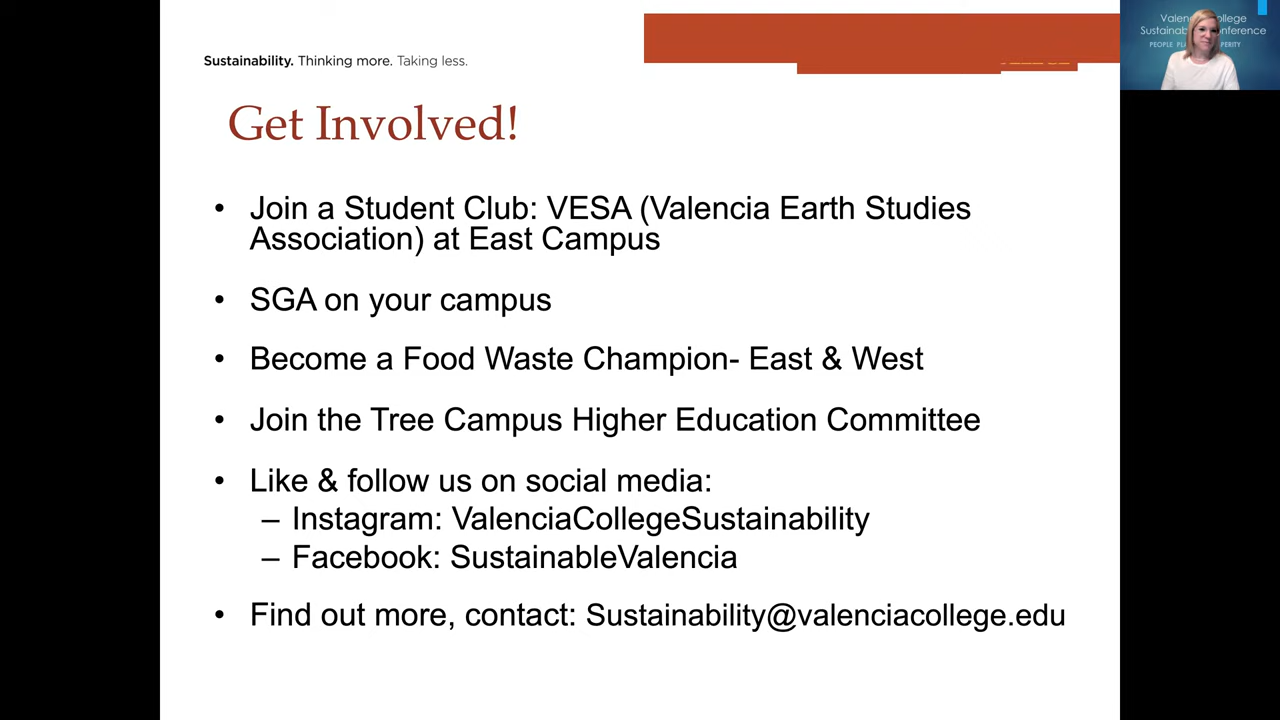 Sustainability. Thinking more. Taking less.
Get Involved!
• Join a Student Club: VESA (Valencia Earth Studies
Association) at East Campus
• SGA on your campus
• Become a Food Waste Champion- East & West
• Join the Tree Campus Higher Education Committee
• Like & follow us on social media:
– Instagram: ValenciaCollegeSustainability
– Facebook: SustainableValencia
• Find out more, contact: Sustainability@valenciacollege.edu